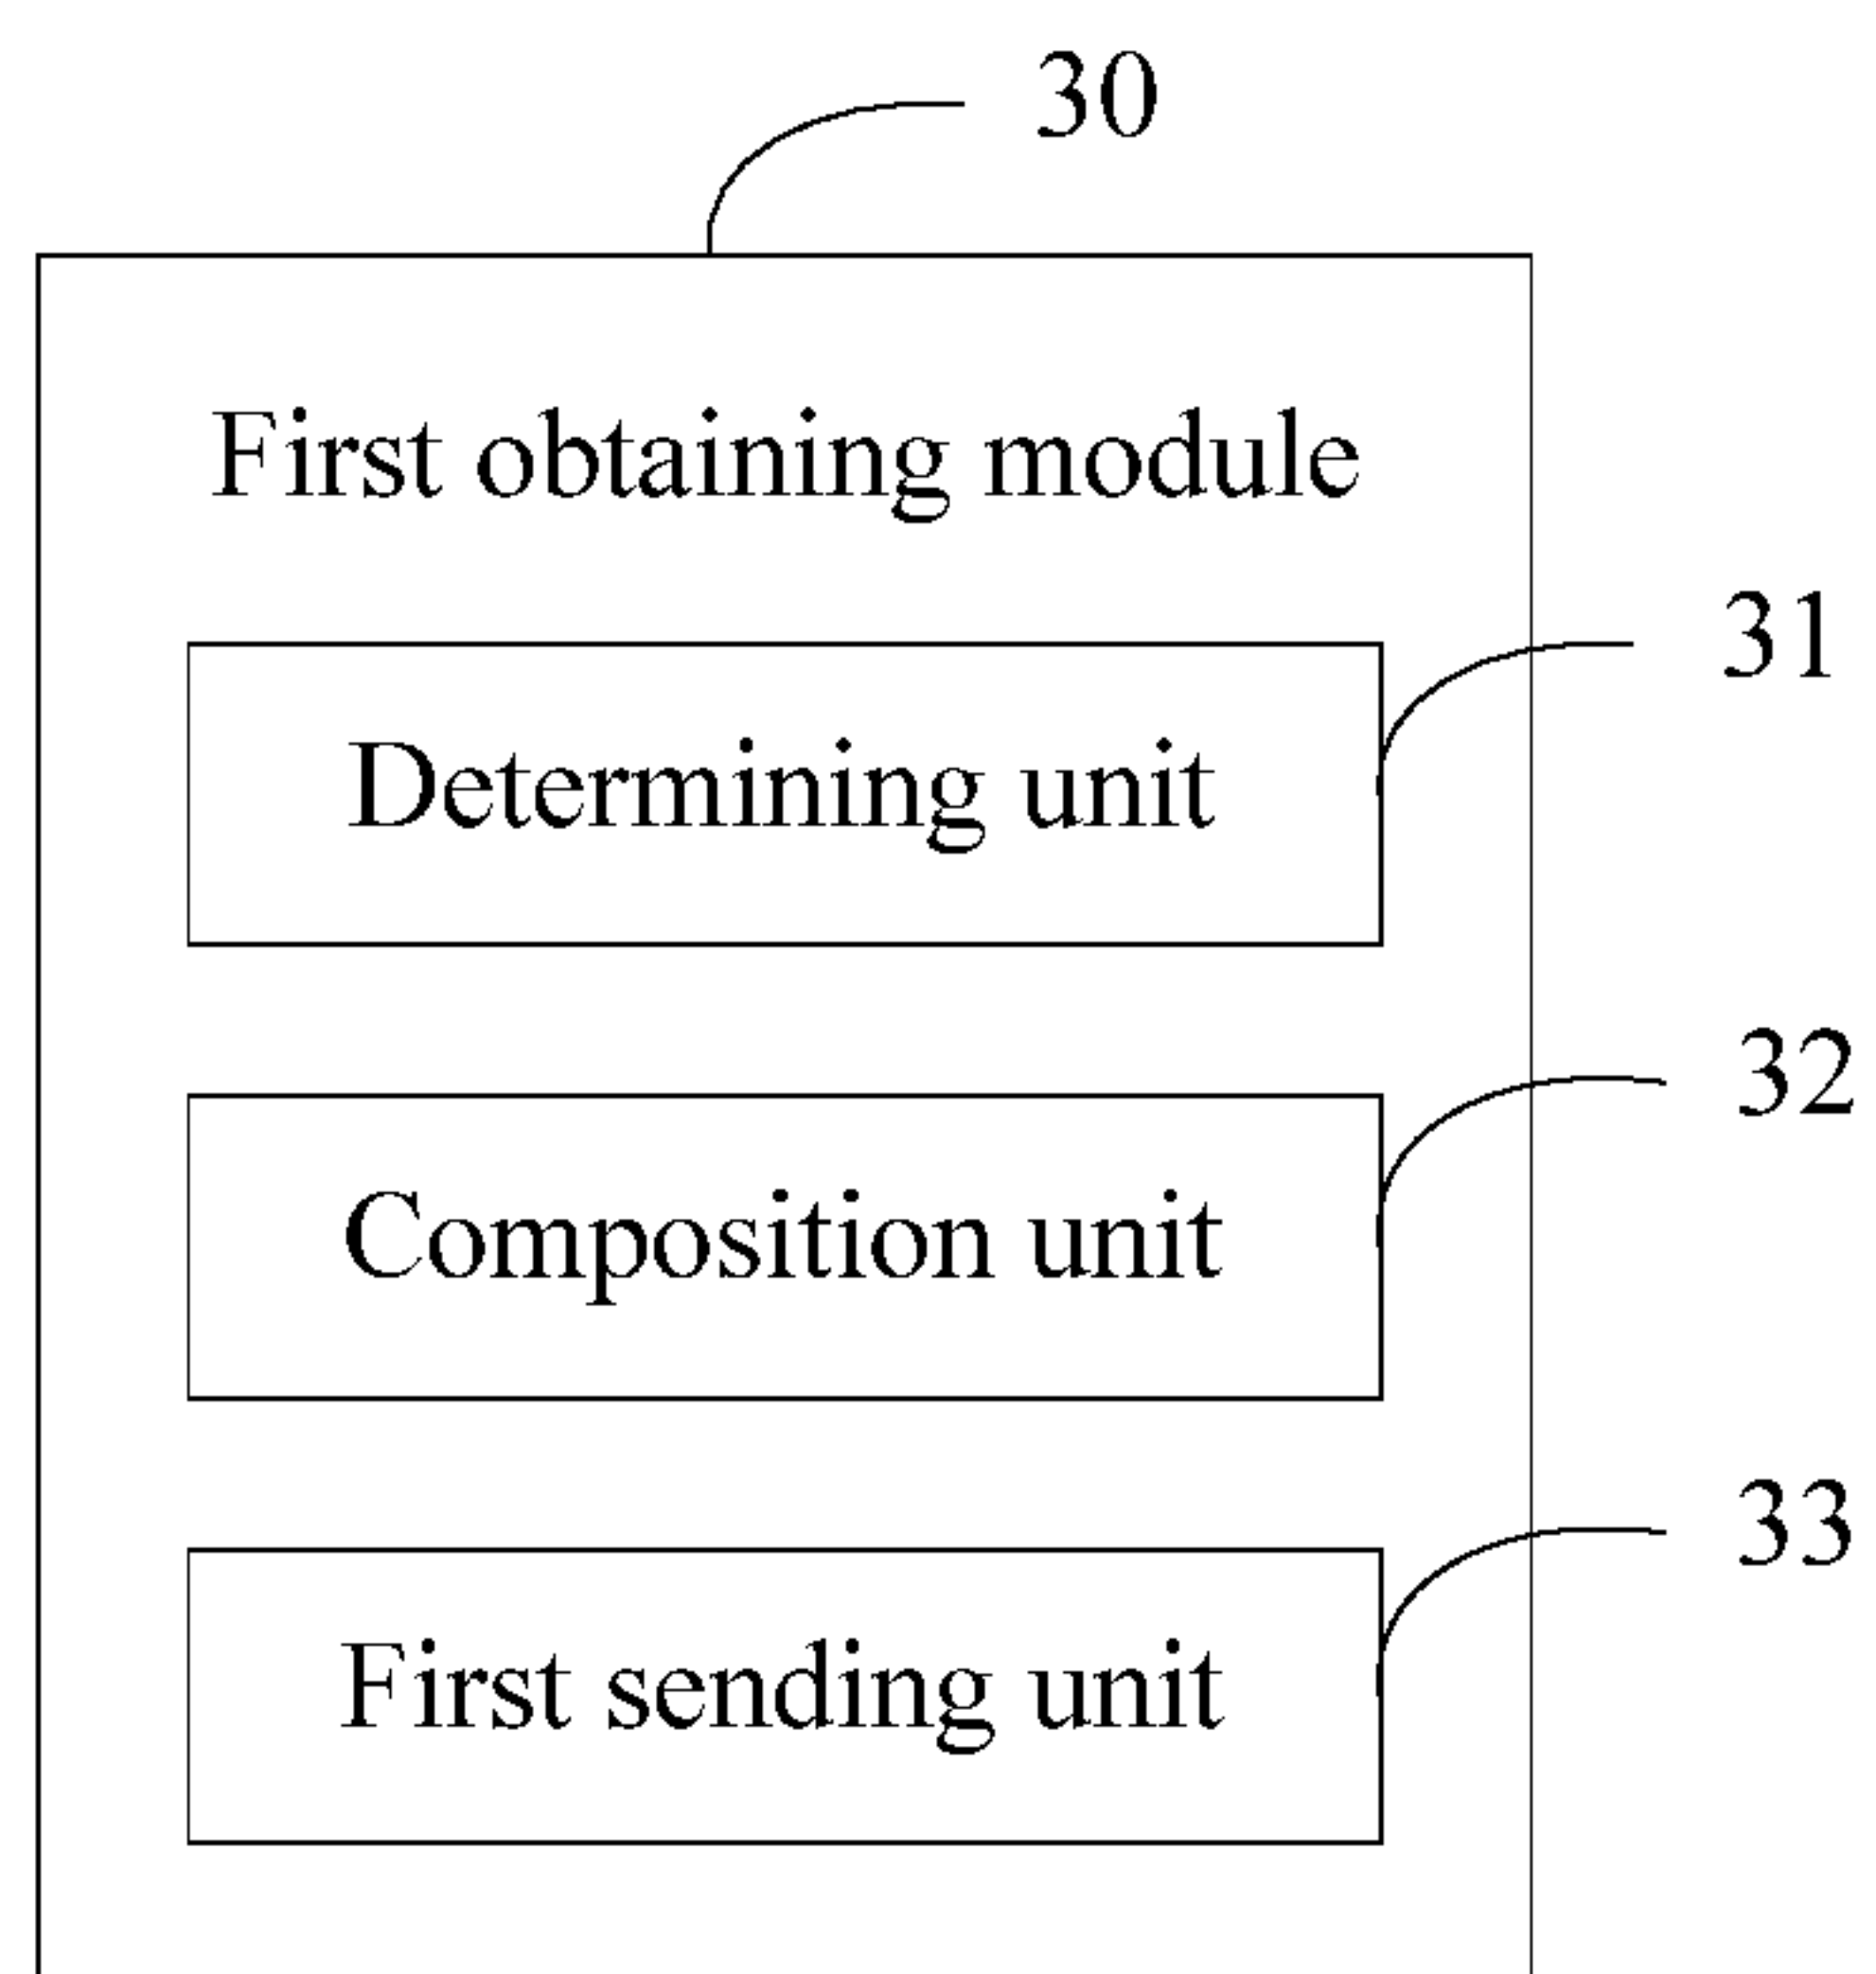 30
First obtaining module
31
Determining unit
32
Composition unit
33
First sending unit